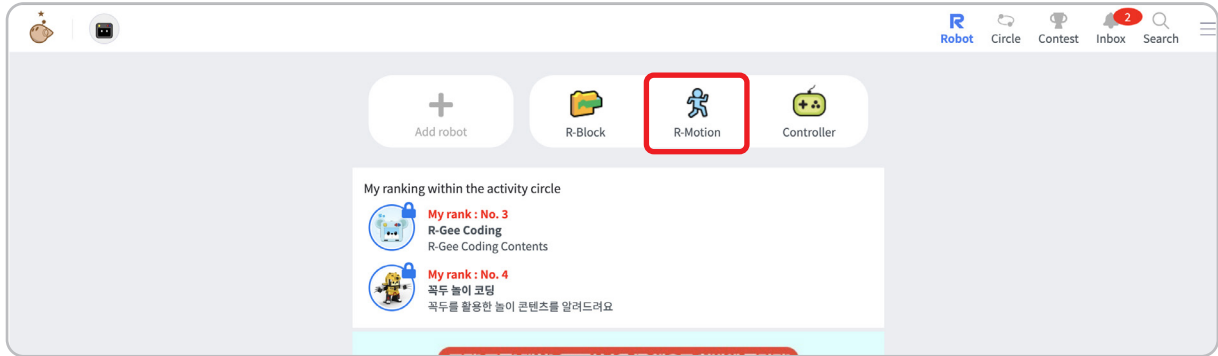 2
Robot Circle Contest Inbox Search
Add robot R-Block R-Motion Controller
My ranking within the activity circle
My rank : No. 3
R-Gee Coding
R-Gee Coding Contents
My rank : No. 4
꼭두 놀이 코딩
꼭두를 활용한 놀이 콘텐츠를 알려드려요